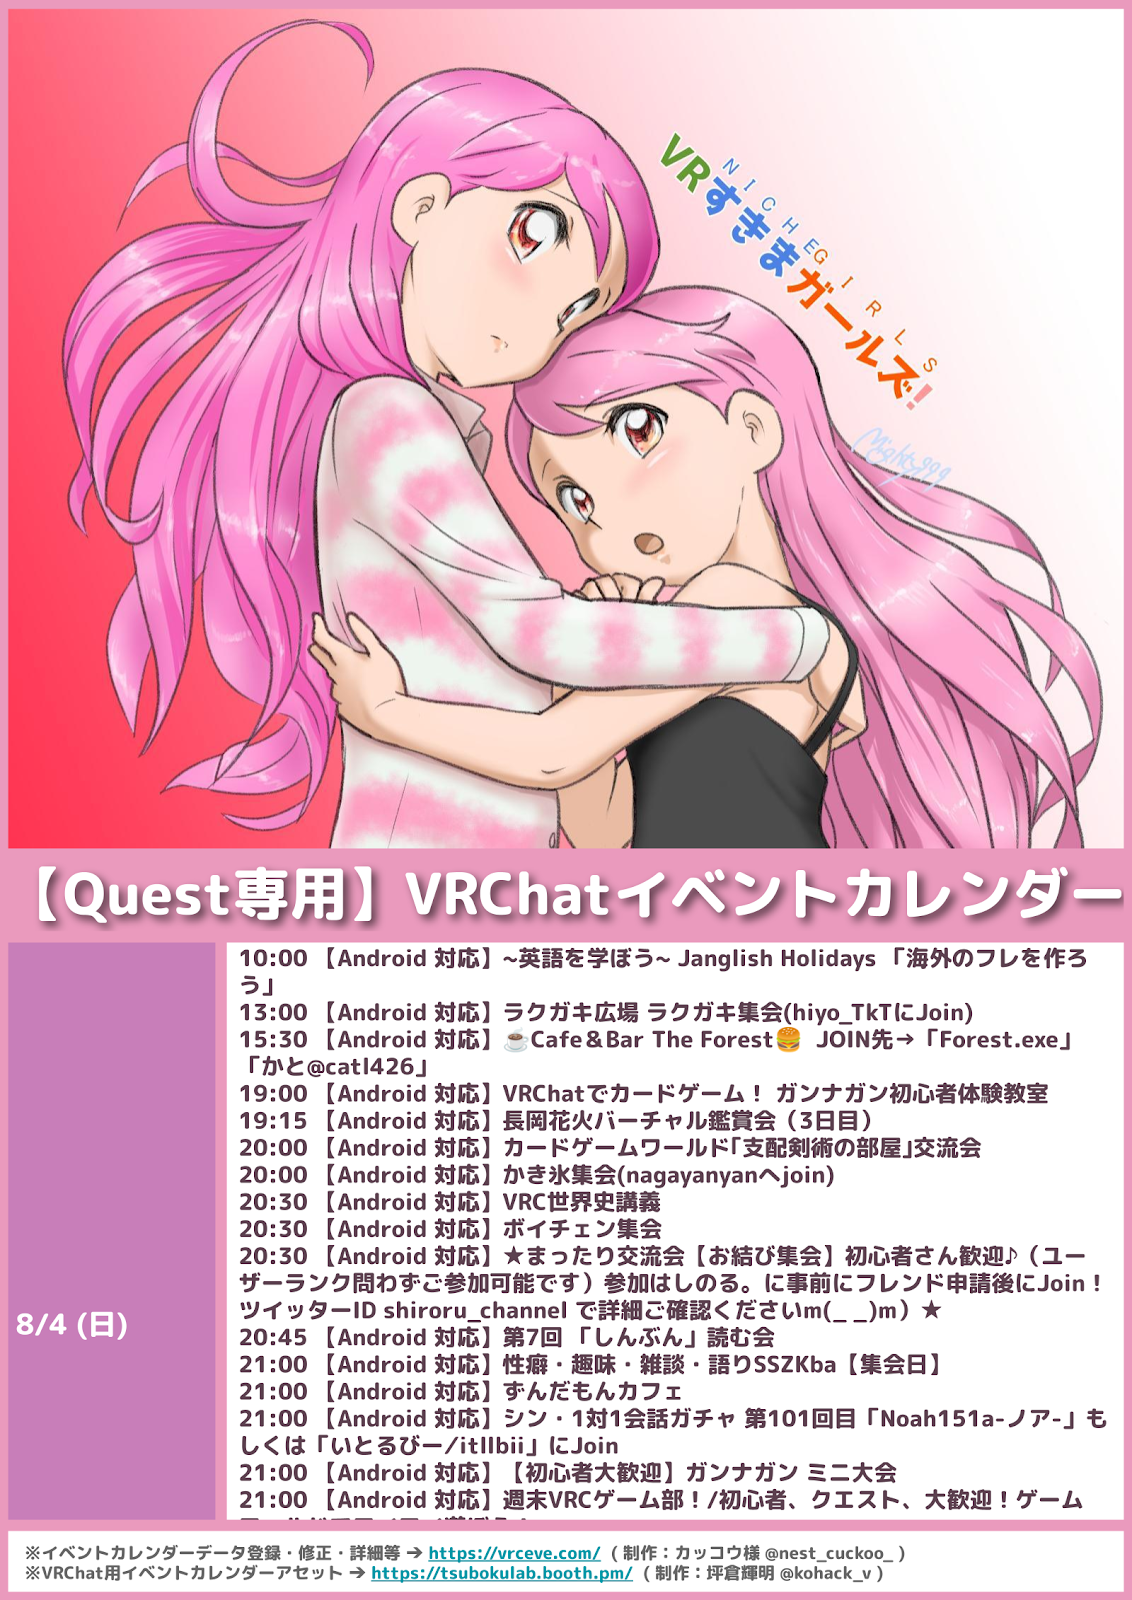 VRすきまガールズ!
NICHE GIRLS
Mighty999
【Quest専用】VRChatイベントカレンダー
8/4 (日)
10:00 【Android 対応】~英語を学ぼう~ Janglish Holidays 「海外のフレを作ろ
う」
13:00 【Android 対応】ラクガキ広場 ラクガキ集会(hiyo_TkTにJoin)
15:30 【Android 対応】☕Cafe＆Bar The Forest🍔 JOIN先→「Forest.exe」
「かと@catl426」
19:00 【Android 対応】VRChatでカードゲーム！ ガンナガン初心者体験教室
19:15 【Android 対応】長岡花火バーチャル鑑賞会（3日目）
20:00 【Android 対応】カードゲームワールド｢支配剣術の部屋｣交流会
20:00 【Android 対応】かき氷集会(nagayanyanへjoin)
20:30 【Android 対応】VRC世界史講義
20:30 【Android 対応】ボイチェン集会
20:30 【Android 対応】★まったり交流会【お結び集会】初心者さん歓迎♪（ユー
ザーランク問わずご参加可能です）参加はしのる。に事前にフレンド申請後にJoin！
ツイッターID shiroru_channel で詳細ご確認くださいm(_ _)m）★
20:45 【Android 対応】第7回 「しんぶん」読む会
21:00 【Android 対応】性癖・趣味・雑談・語りSSZKba【集会日】
21:00 【Android 対応】ずんだもんカフェ
21:00 【Android 対応】シン・1対1会話ガチャ 第101回目「Noah151a-ノア-」も
しくは「いとるびー/itllbii」にJoin
21:00 【Android 対応】【初心者大歓迎】ガンナガン ミニ大会
21:00 【Android 対応】週末VRCゲーム部！/初心者、クエスト、大歓迎！ゲーム
※イベントカレンダーデータ登録・修正・詳細等 → https://vrceve.com/ ( 制作：カッコウ様 @nest_cuckoo_ )
※VRChat用イベントカレンダーアセット → https://tsubokulab.booth.pm/ ( 制作：坪倉輝明 @kohack_v )